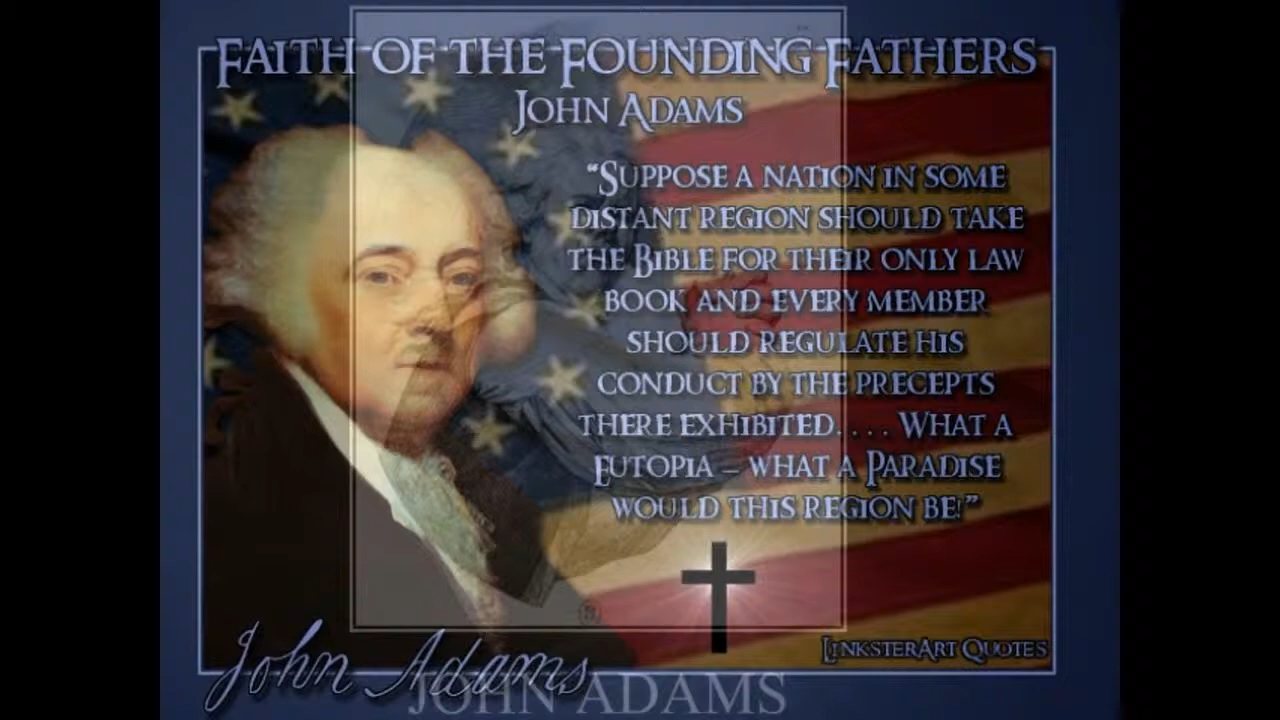 FAITH OF THE FOUNDING FATHERS
JOHN ADAMS
“SUPPOSE A NATION IN SOME
DISTANT REGION SHOULD TAKE
THE BIBLE FOR THEIR ONLY LAW
BOOK AND EVERY MEMBER
SHOULD REGULATE HIS
CONDUCT BY THE PRECEPTS
THERE EXHIBITED. . . . WHAT A
EUTOPIA – WHAT A PARADISE
WOULD THIS REGION BE!”
LINKSTERART QUOTES
John Adams
JOHN ADAMS